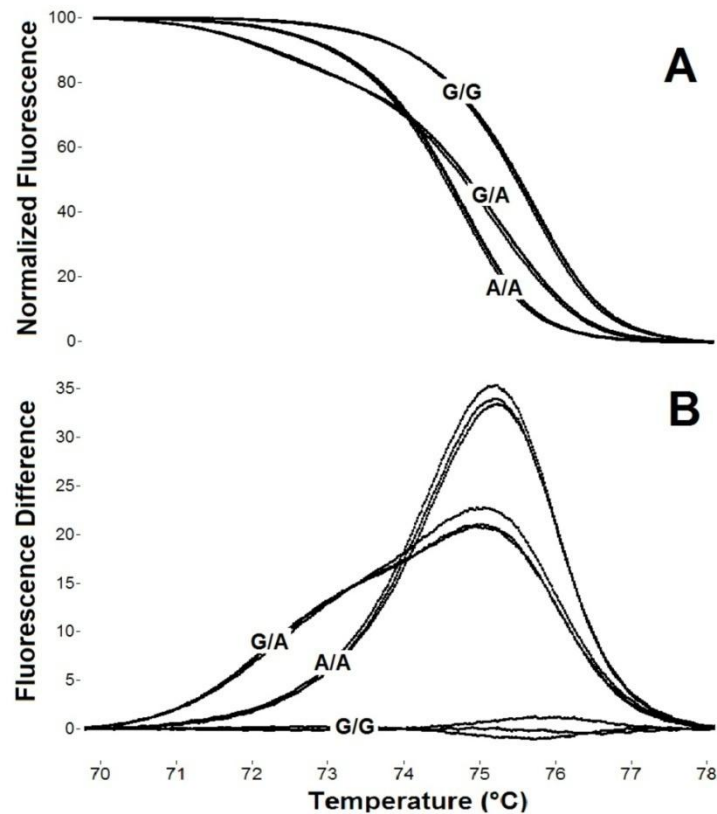 A
Normalized Fluorescence
100-
80-
60-
40-
20-
0-
G/G
G/A
A/A
B
Fluorescence Difference
35-
30-
25-
20-
15-
10-
5-
0-
G/A
A/A
G/G
70 71 72 73 74 75 76 77 78
Temperature (°C)